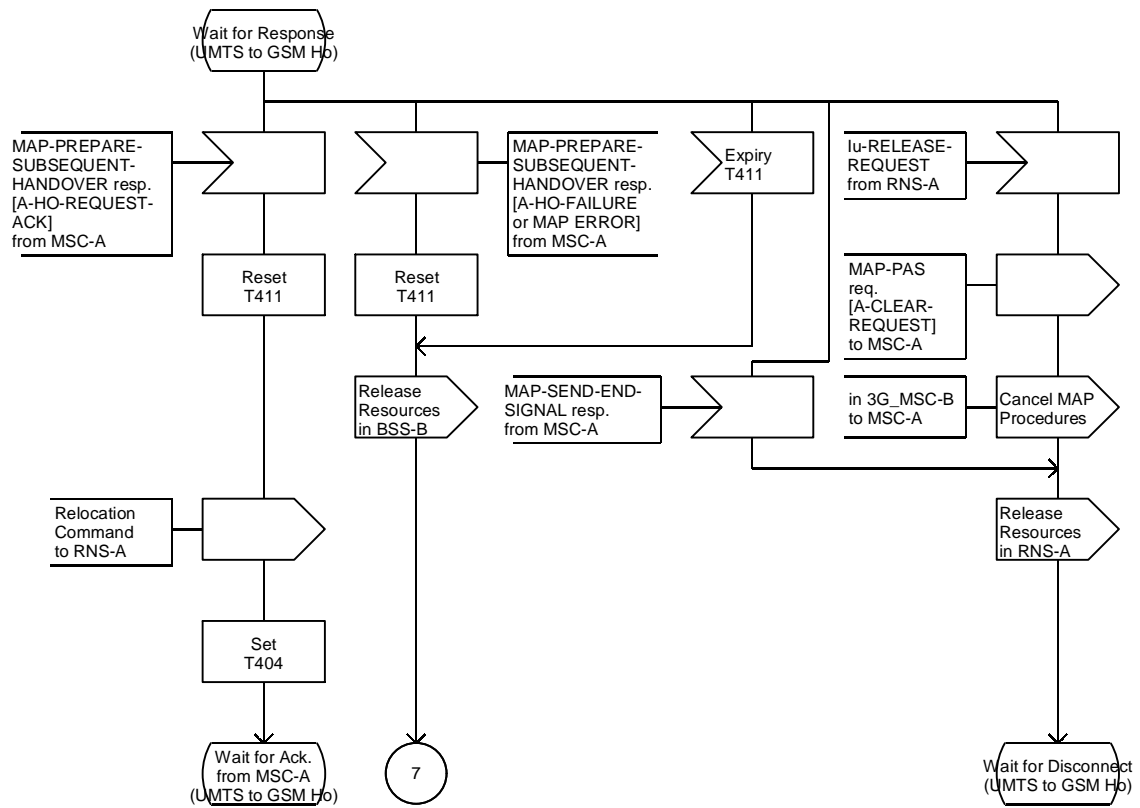 Wait for Response
(UMTS to GSM Ho)
MAP-PREPARE-
SUBSEQUENT-
HANDOVER resp.
[A-HO-REQUEST-
ACK]
from MSC-A
MAP-PREPARE-
SUBSEQUENT-
HANDOVER resp.
[A-HO-FAILURE
or MAP ERROR]
from MSC-A
Expiry
T411
Iu-RELEASE-
REQUEST
from RNS-A
Reset
T411
Reset
T411
MAP-PAS
req.
[A-CLEAR-
REQUEST]
to MSC-A
Release
Resources
in BSS-B
MAP-SEND-END-
SIGNAL resp.
from MSC-A
in 3G_MSC-B
to MSC-A
Cancel MAP
Procedures
Relocation
Command
to RNS-A
Release
Resources
in RNS-A
Set
T404
Wait for Ack.
from MSC-A
(UMTS to GSM Ho)
7
Wait for Disconnect
(UMTS to GSM Ho)